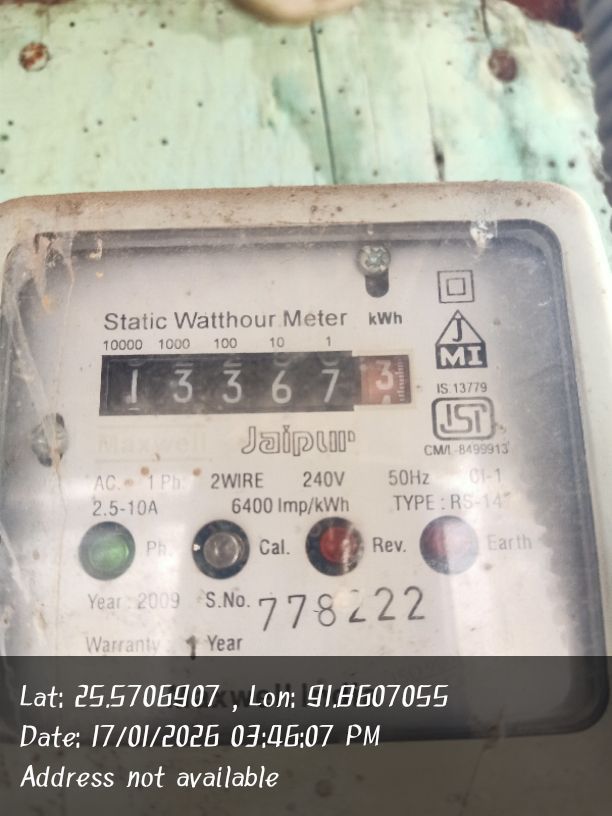 Static Watthour Meter kWh
10000 1000 100 10 1
1 3 3 6 7 3
J
MI
IS:13779
ISI
CM/L-8499913
Maxwell Jaipur
AC. 1 Ph. 2WIRE 240V 50Hz Cl-1
2.5-10A 6400 Imp/kWh TYPE : RS-14
Ph. Cal. Rev. Earth
Year : 2009 S.No. 778222
Warranty : 1 Year
Lat: 25.5706907 , Lon: 91.8607055
Date: 17/01/2026 03:46:07 PM
Address not available